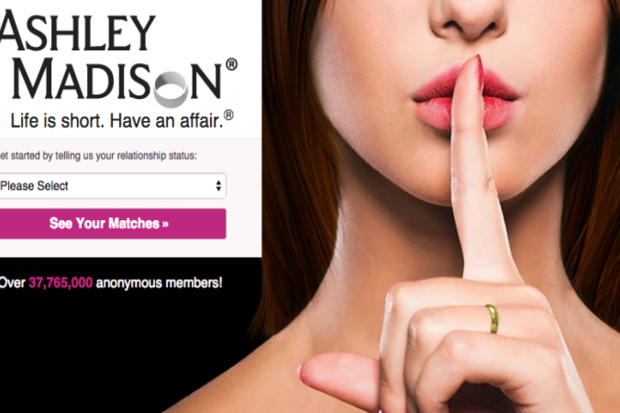 ASHLEY
MADISON®
Life is short. Have an affair.®
et started by telling us your relationship status:
Please Select
See Your Matches »
Over 37,765,000 anonymous members!